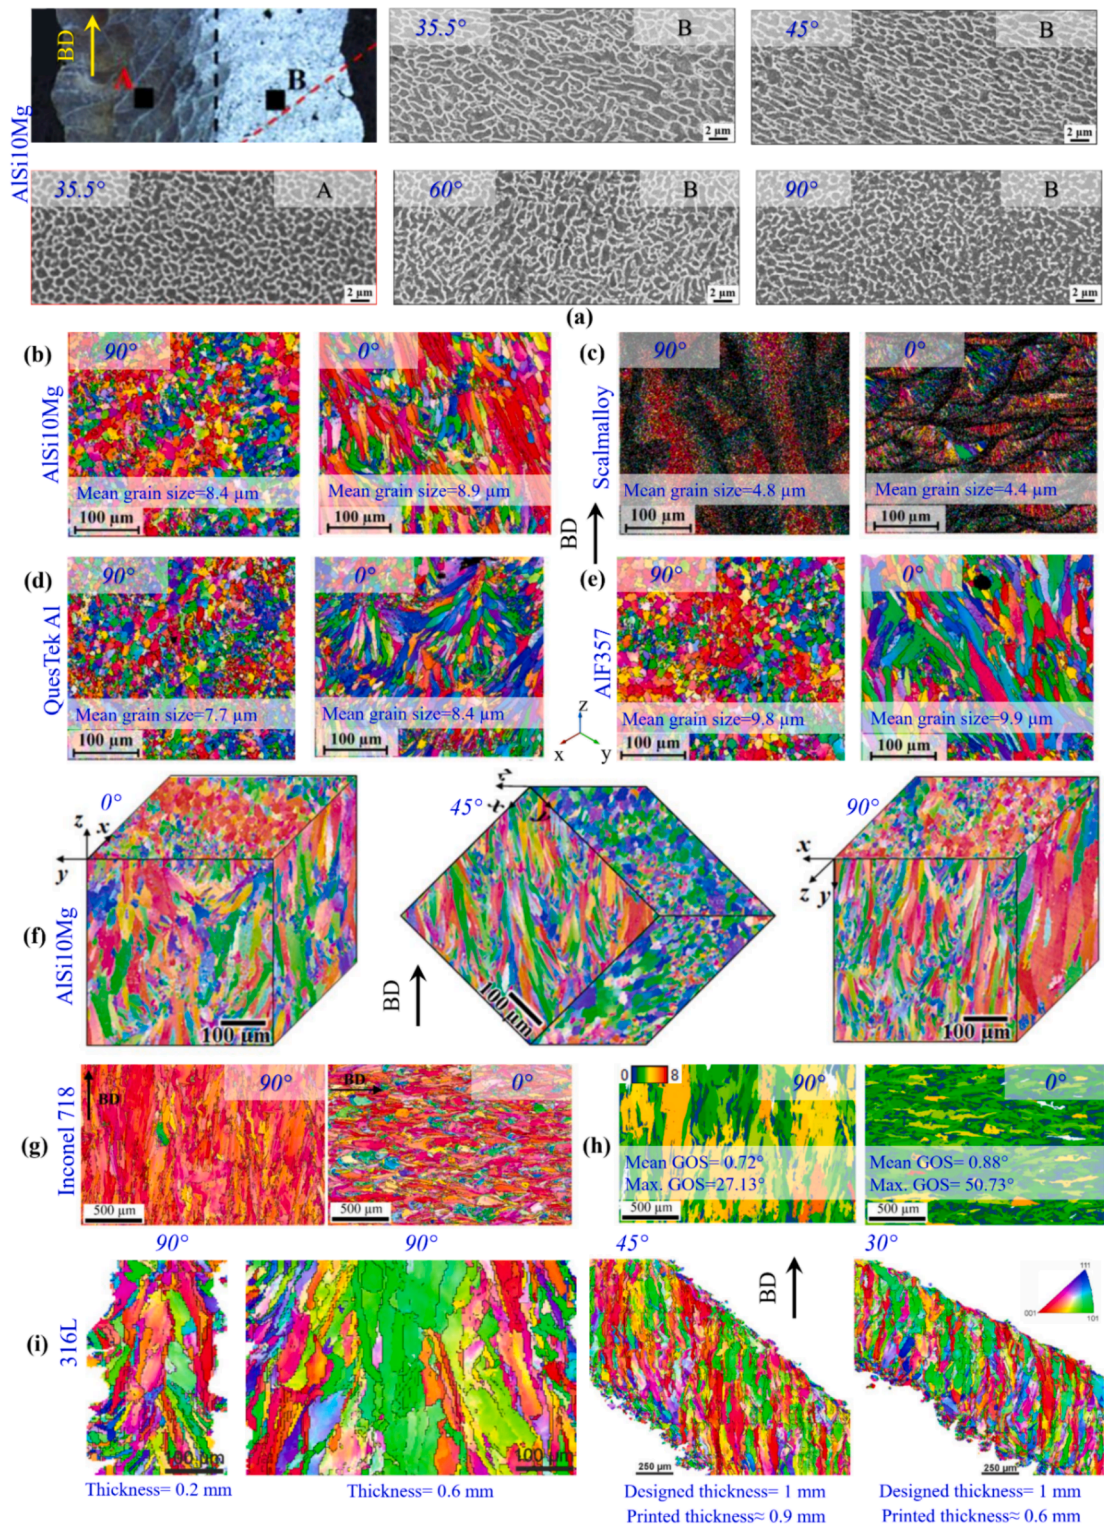 AlSi10Mg
BD
A
B
35.5°
B
2 µm
45°
B
2 µm
35.5°
A
2 µm
60°
B
2 µm
90°
B
2 µm
(a)
(b)
AlSi10Mg
90°
Mean grain size=8.4 µm
100 µm
0°
Mean grain size=8.9 µm
100 µm
(c)
Scalmalloy
90°
Mean grain size=4.8 µm
100 µm
0°
Mean grain size=4.4 µm
100 µm
BD
(d)
QuesTek Al
90°
Mean grain size=7.7 µm
100 µm
0°
Mean grain size=8.4 µm
100 µm
z
x
y
(e)
AlF357
90°
Mean grain size=9.8 µm
100 µm
0°
Mean grain size=9.9 µm
100 µm
(f)
AlSi10Mg
0°
z
x
y
100 µm
BD
45°
z
x
y
100 µm
90°
x
z
y
100 µm
(g)
Inconel 718
BD
90°
500 µm
BD
0°
500 µm
(h)
0
8
90°
Mean GOS= 0.72°
Max. GOS=27.13°
500 µm
0°
Mean GOS= 0.88°
Max. GOS= 50.73°
500 µm
(i)
316L
90°
100 µm
Thickness= 0.2 mm
90°
100 µm
Thickness= 0.6 mm
45°
250 µm
Designed thickness= 1 mm
Printed thickness≈ 0.9 mm
BD
30°
250 µm
111
001
101
Designed thickness= 1 mm
Printed thickness≈ 0.6 mm